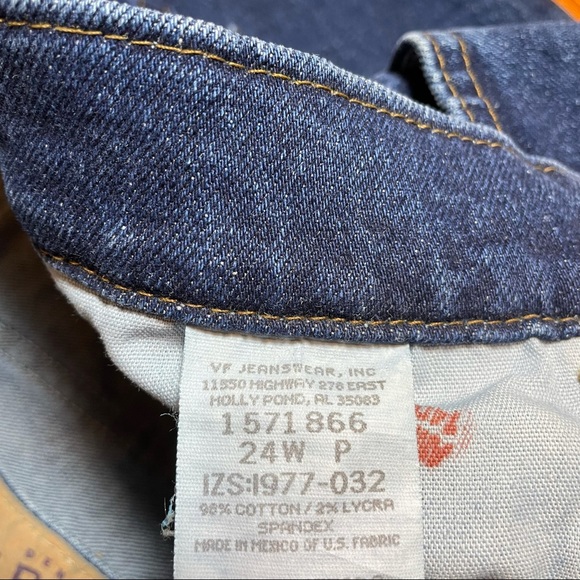 VF JEANSWEAR, INC
11550 HIGHWAY 278 EAST
HOLLY POND, AL 35083
1571866
24W P
IZS:1977-032
98% COTTON / 2% LYCRA
SPANDEX
MADE IN MEXICO OF U.S. FABRIC
DEN